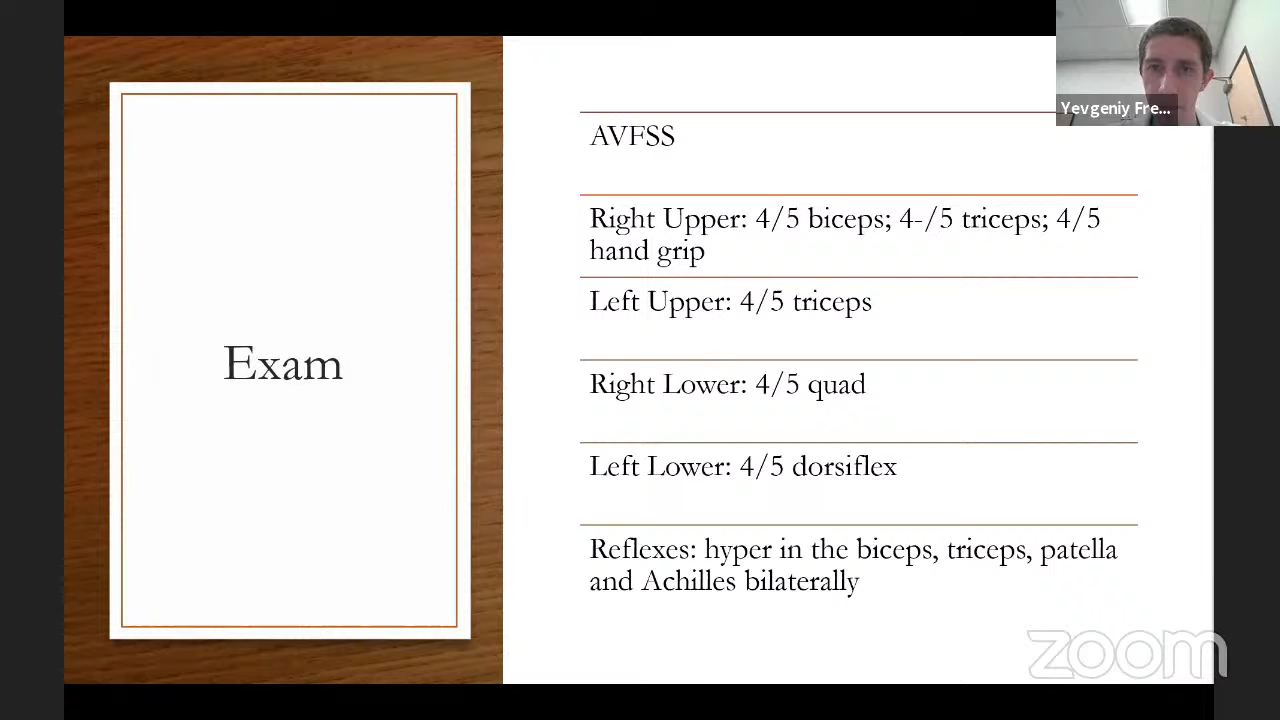 Yevgeniy Fre...
AVFSS
Right Upper: 4/5 biceps; 4-/5 triceps; 4/5
hand grip
Left Upper: 4/5 triceps
Exam
Right Lower: 4/5 quad
Left Lower: 4/5 dorsiflex
Reflexes: hyper in the biceps, triceps, patella
and Achilles bilaterally
zoom